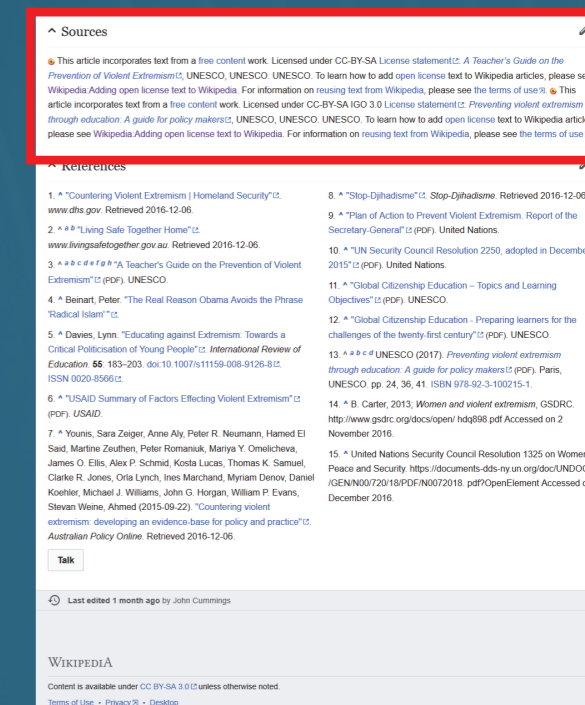 Sources
This article incorporates text from a free content work. Licensed under CC-BY-SA License statement: A Teacher's Guide on the
Prevention of Violent Extremism, UNESCO, UNESCO. UNESCO. To learn how to add open license text to Wikipedia articles, please se
Wikipedia:Adding open license text to Wikipedia. For information on reusing text from Wikipedia, please see the terms of use. This
article incorporates text from a free content work. Licensed under CC-BY-SA IGO 3.0 License statement: Preventing violent extremism
through education: A guide for policy makers, UNESCO, UNESCO. UNESCO. To learn how to add open license text to Wikipedia articl
please see Wikipedia:Adding open license text to Wikipedia. For information on reusing text from Wikipedia, please see the terms of use
References
1. ^ "Countering Violent Extremism | Homeland Security".
www.dhs.gov. Retrieved 2016-12-06.
2. ^ a b "Living Safe Together Home".
www.livingsafetogether.gov.au. Retrieved 2016-12-06.
3. ^ a b c d e f g h "A Teacher's Guide on the Prevention of Violent
Extremism" (PDF). UNESCO.
4. ^ Beinart, Peter. "The Real Reason Obama Avoids the Phrase
'Radical Islam' ".
5. ^ Davies, Lynn. "Educating against Extremism: Towards a
Critical Politicisation of Young People". International Review of
Education. 55: 183–203. doi:10.1007/s11159-008-9126-8.
ISSN 0020-8566.
6. ^ "USAID Summary of Factors Effecting Violent Extremism"
(PDF). USAID.
7. ^ Younis, Sara Zeiger, Anne Aly, Peter R. Neumann, Hamed El
Said, Martine Zeuthen, Peter Romaniuk, Mariya Y. Omelicheva,
James O. Ellis, Alex P. Schmid, Kosta Lucas, Thomas K. Samuel,
Clarke R. Jones, Orla Lynch, Ines Marchand, Myriam Denov, Daniel
Koehler, Michael J. Williams, John G. Horgan, William P. Evans,
Stevan Weine, Ahmed (2015-09-22). "Countering violent
extremism: developing an evidence-base for policy and practice".
Australian Policy Online. Retrieved 2016-12-06.
8. ^ "Stop-Djihadisme". Stop-Djihadisme. Retrieved 2016-12-06
9. ^ "Plan of Action to Prevent Violent Extremism. Report of the
Secretary-General" (PDF). United Nations.
10. ^ "UN Security Council Resolution 2250, adopted in Decembe
2015" (PDF). United Nations.
11. ^ "Global Citizenship Education – Topics and Learning
Objectives" (PDF). UNESCO.
12. ^ "Global Citizenship Education - Preparing learners for the
challenges of the twenty-first century" (PDF). UNESCO.
13. ^ a b c d UNESCO (2017). Preventing violent extremism
through education: A guide for policy makers (PDF). Paris,
UNESCO. pp. 24, 36, 41. ISBN 978-92-3-100215-1.
14. ^ B. Carter, 2013; Women and violent extremism, GSDRC.
http://www.gsdrc.org/docs/open/ hdq898.pdf Accessed on 2
November 2016.
15. ^ United Nations Security Council Resolution 1325 on Women
Peace and Security. https://documents-dds-ny.un.org/doc/UNDOC
/GEN/N00/720/18/PDF/N0072018. pdf?OpenElement Accessed o
December 2016.
Talk
Last edited 1 month ago by John Cummings
WIKIPEDIA
Content is available under CC BY-SA 3.0 unless otherwise noted.
Terms of Use • Privacy • Desktop